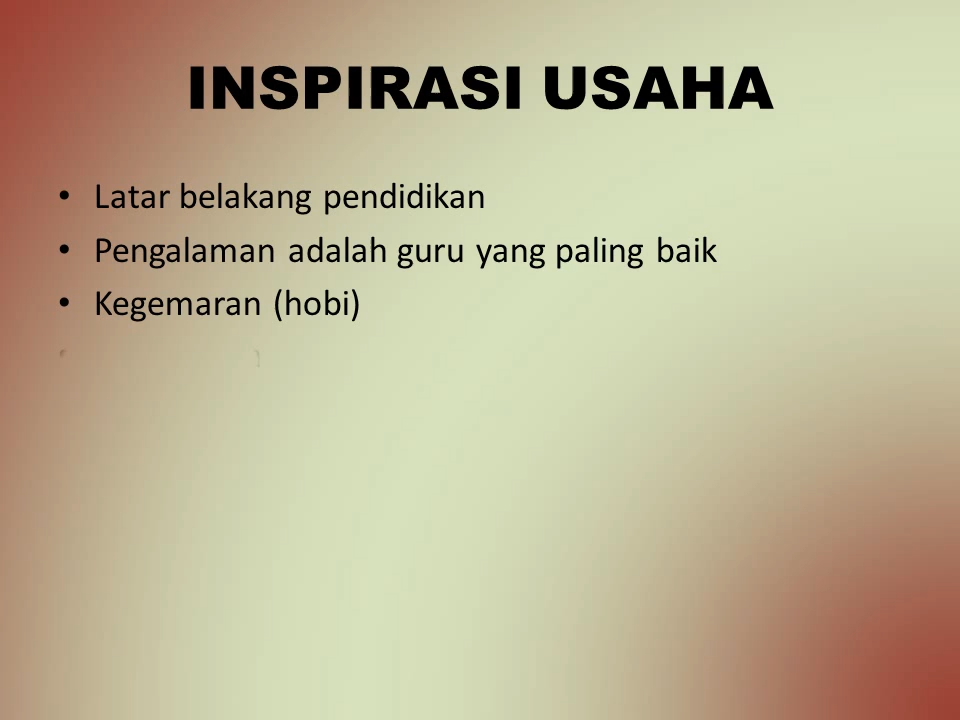 INSPIRASI USAHA
• Latar belakang pendidikan
• Pengalaman adalah guru yang paling baik
• Kegemaran (hobi)